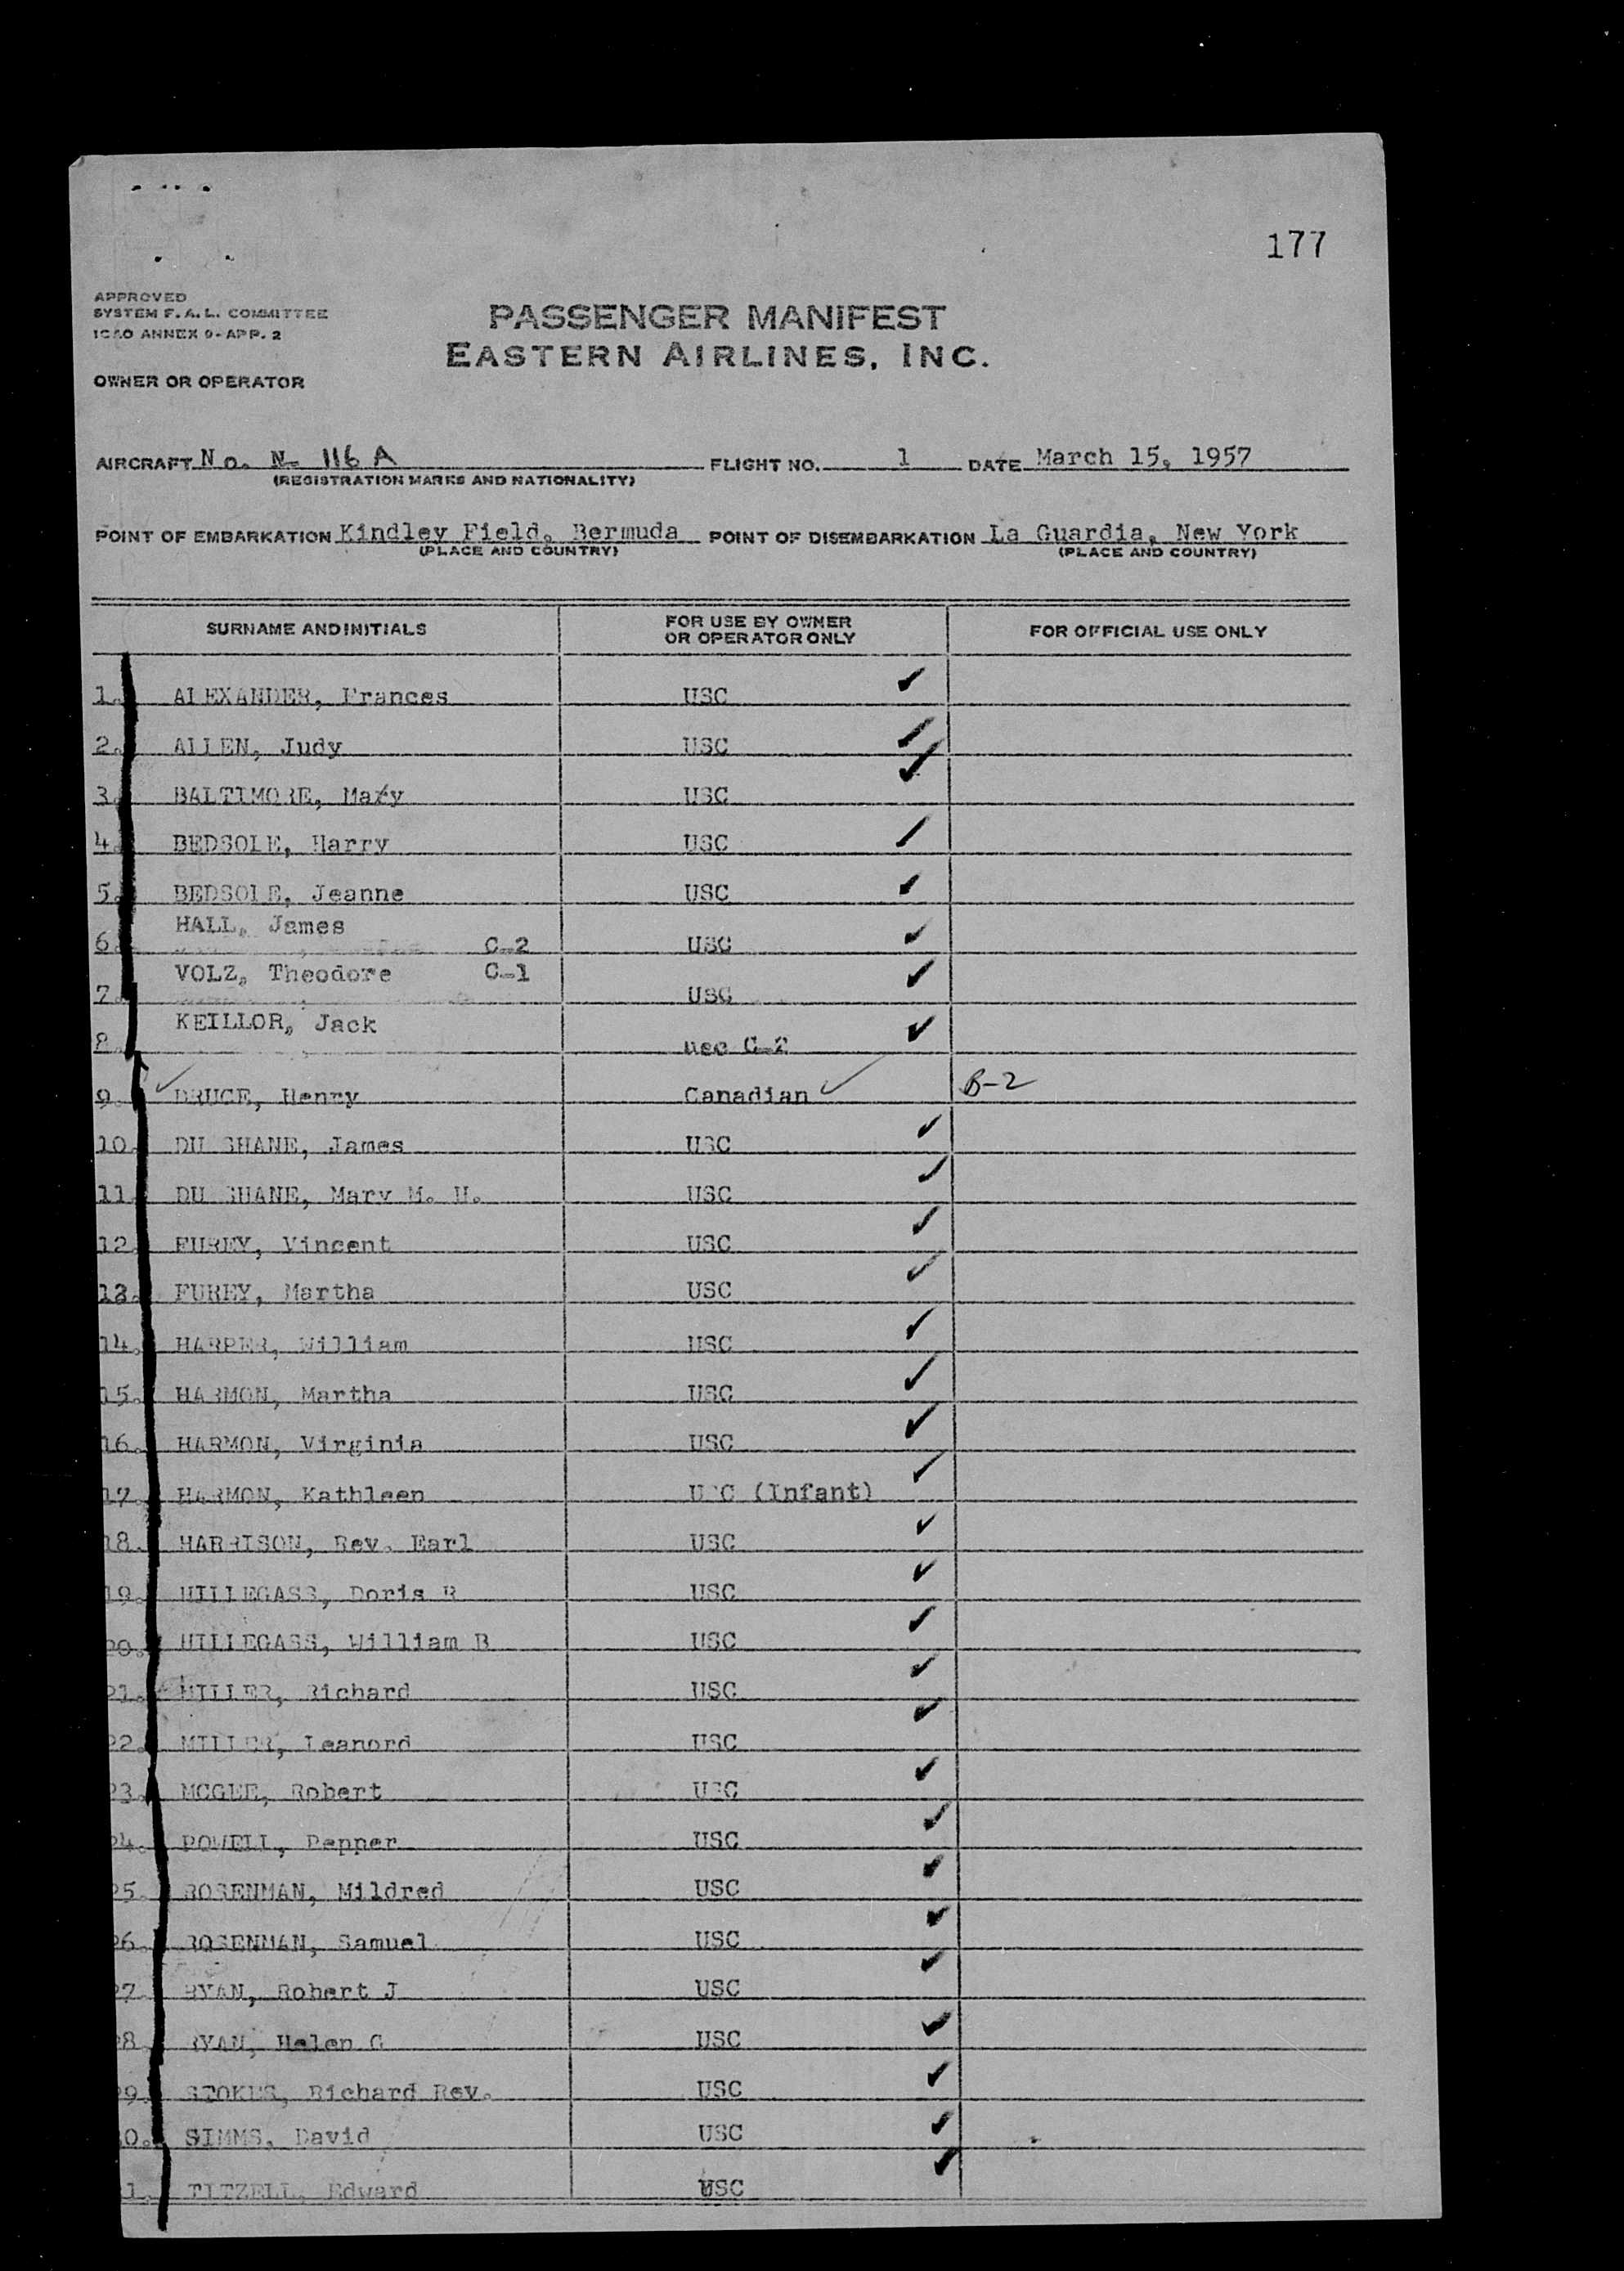 177
APPROVED
SYSTEM F.A.L. COMMITTEE
ICAO ANNEX 9-APP. 2
PASSENGER MANIFEST
EASTERN AIRLINES, INC.
OWNER OR OPERATOR
AIRCRAFT No. N- 116A FLIGHT NO. 1 DATE March 15, 1957
(REGISTRATION MARKS AND NATIONALITY)
POINT OF EMBARKATION Kindley Field, Bermuda POINT OF DISEMBARKATION La Guardia, New York
(PLACE AND COUNTRY) (PLACE AND COUNTRY)
SURNAME AND INITIALS FOR USE BY OWNER OR OPERATOR ONLY FOR OFFICIAL USE ONLY
1. ALEXANDER, Frances USC ✓
2. ALLEN, Judy USC ✓
3. BALTIMORE, Mary USC ✓
4. BEDSOLE, Harry USC ✓
5. BEDSOLE, Jeanne USC ✓
6. HALL, James C-2 USC ✓
7. VOLZ, Theodore C-1 USC ✓
8. KEILLOR, Jack usc C-2 ✓
9. ✓ DRUCE, Henry Canadian ✓ B-2
10. DU SHANE, James USC ✓
11. DU SHANE, Mary M. H. USC ✓
12. FUREY, Vincent USC ✓
13. FUREY, Martha USC ✓
14. HARPER, William USC ✓
15. HARMON, Martha USC ✓
16. HARMON, Virginia USC ✓
17. HARMON, Kathleen USC (Infant) ✓
18. HARRISON, Rev. Earl USC ✓
19. HILLEGASS, Doris B USC ✓
20. HILLEGASS, William B USC ✓
21. MILLER, Richard USC ✓
22. MILLER, Leanord USC ✓
23. MCGEE, Robert USC ✓
24. POWELL, Pepper USC ✓
25. ROSENMAN, Mildred USC ✓
26. ROSENMAN, Samuel USC ✓
27. RYAN, Robert J USC ✓
28. RYAN, Helen G USC ✓
29. STOKES, Richard Rev. USC ✓
0. SIMMS, David USC ✓
1. TITZELL, Edward USC ✓